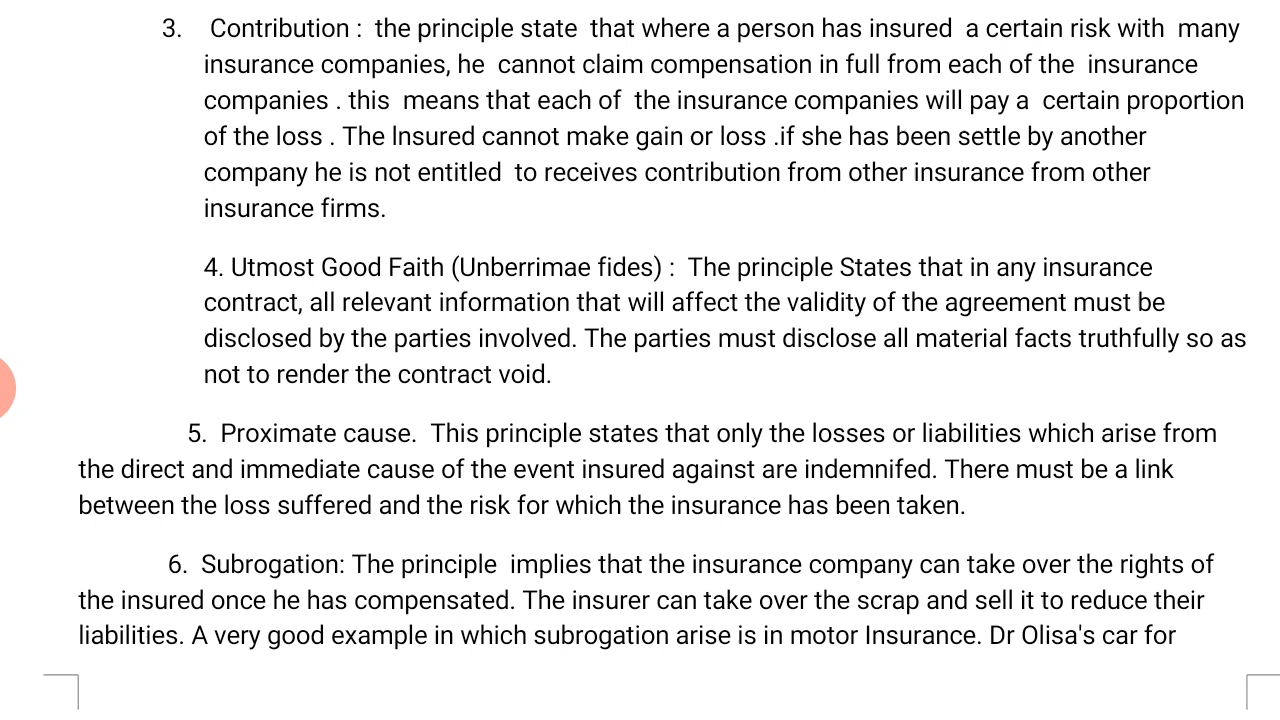 3. Contribution : the principle state that where a person has insured a certain risk with many
insurance companies, he cannot claim compensation in full from each of the insurance
companies . this means that each of the insurance companies will pay a certain proportion
of the loss . The Insured cannot make gain or loss .if she has been settle by another
company he is not entitled to receives contribution from other insurance from other
insurance firms.
4. Utmost Good Faith (Unberrimae fides) : The principle States that in any insurance
contract, all relevant information that will affect the validity of the agreement must be
disclosed by the parties involved. The parties must disclose all material facts truthfully so as
not to render the contract void.
5. Proximate cause. This principle states that only the losses or liabilities which arise from
the direct and immediate cause of the event insured against are indemnifed. There must be a link
between the loss suffered and the risk for which the insurance has been taken.
6. Subrogation: The principle implies that the insurance company can take over the rights of
the insured once he has compensated. The insurer can take over the scrap and sell it to reduce their
liabilities. A very good example in which subrogation arise is in motor Insurance. Dr Olisa's car for